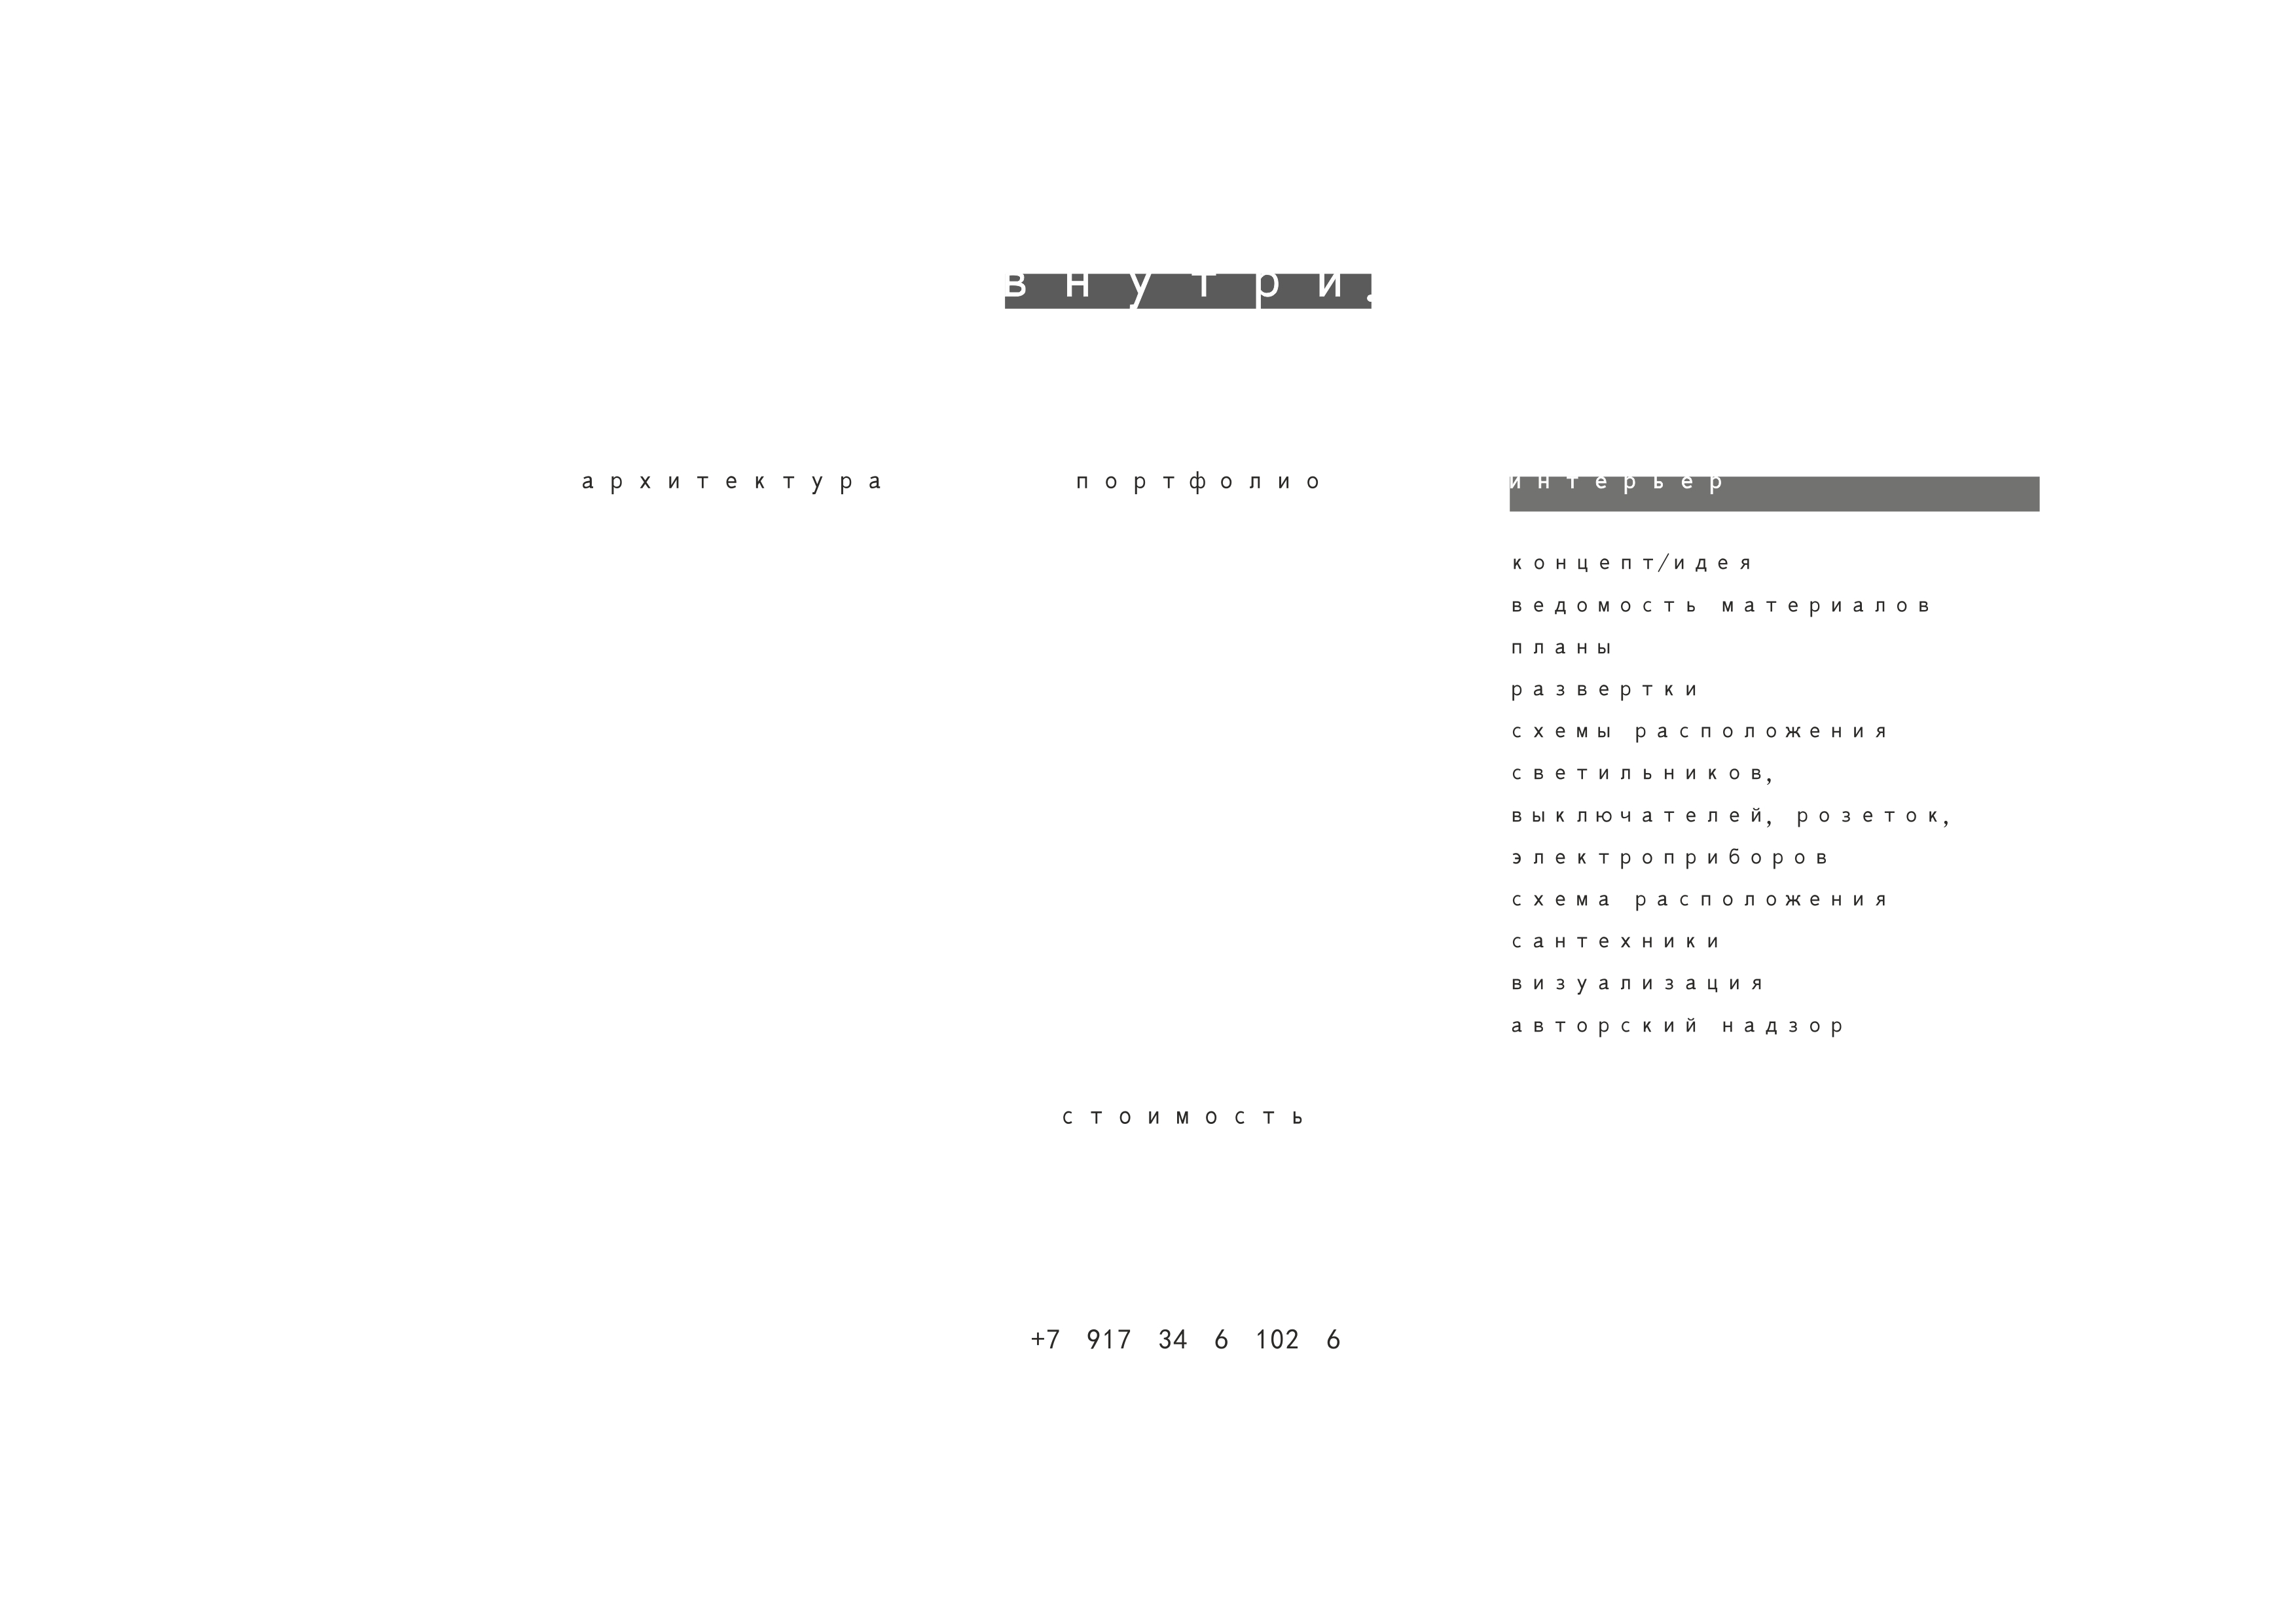 внутри.
архитектура
портфолио
интерьер
концепт/идея
ведомость материалов
планы
развертки
схемы расположения
светильников,
выключателей, розеток,
электроприборов
схема расположения
сантехники
визуализация
авторский надзор
стоимость
+7 917 34 6 102 6